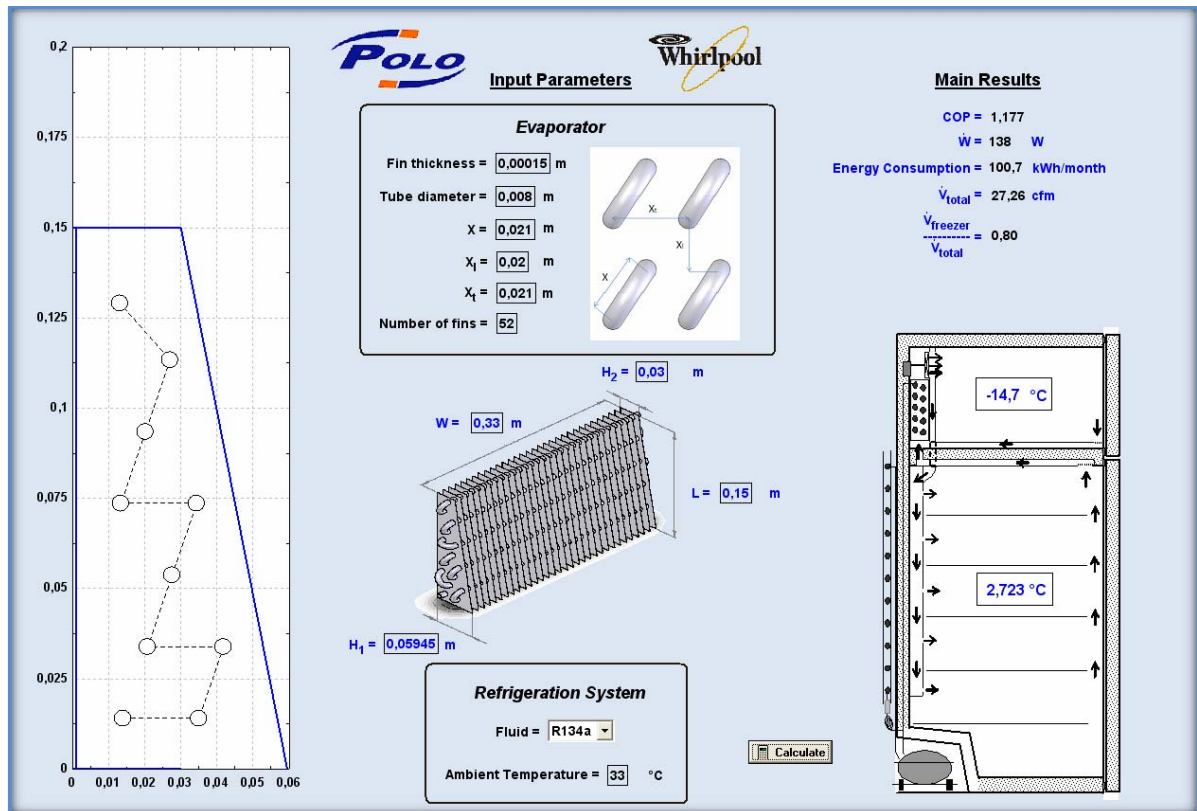 0,2
0,175
0,15
0,125
0,1
0,075
0,05
0,025
0
0 0,01 0,02 0,03 0,04 0,05 0,06
POLO
Whirlpool
Input Parameters
Evaporator
Fin thickness = 0,00015 m
Tube diameter = 0,008 m
X = 0,021 m
Xl = 0,02 m
Xt = 0,021 m
Number of fins = 52
Xt
Xl
X
H2 = 0,03 m
W = 0,33 m
L = 0,15 m
H1 = 0,05945 m
Refrigeration System
Fluid = R134a
Ambient Temperature = 33 °C
Calculate
Main Results
COP = 1,177
Ẇ = 138 W
Energy Consumption = 100,7 kWh/month
V̇total = 27,26 cfm
V̇freezer
---------- = 0,80
V̇total
-14,7 °C
2,723 °C